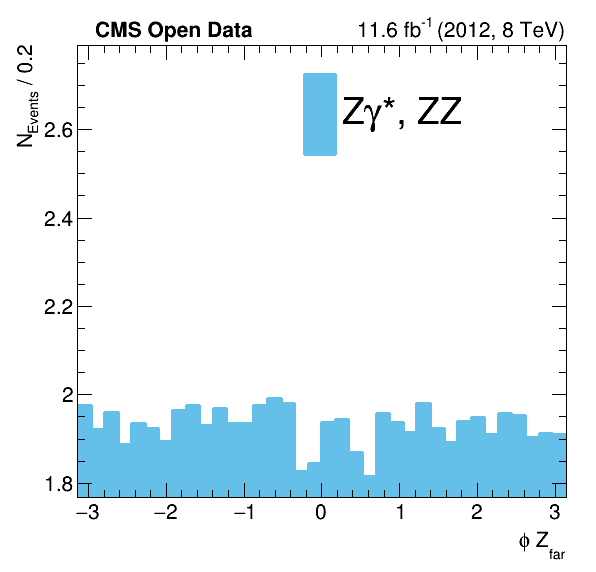 CMS Open Data
11.6 fb-1 (2012, 8 TeV)
NEvents / 0.2
Zγ*, ZZ
2.6
2.4
2.2
2
1.8
−3 −2 −1 0 1 2 3
ϕ Zfar